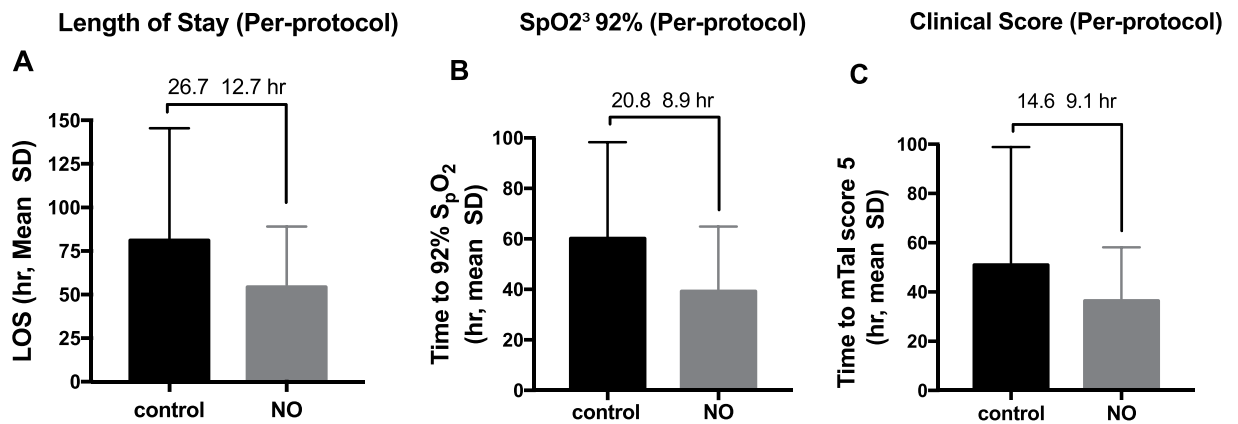 Length of Stay (Per-protocol)
A
26.7 12.7 hr
LOS (hr, Mean SD)
150
125
100
75
50
25
0
control NO
SpO2³ 92% (Per-protocol)
B
20.8 8.9 hr
Time to 92% SpO2
(hr, mean SD)
100
80
60
40
20
0
control NO
Clinical Score (Per-protocol)
C
14.6 9.1 hr
Time to mTal score 5
(hr, mean SD)
100
80
60
40
20
0
control NO